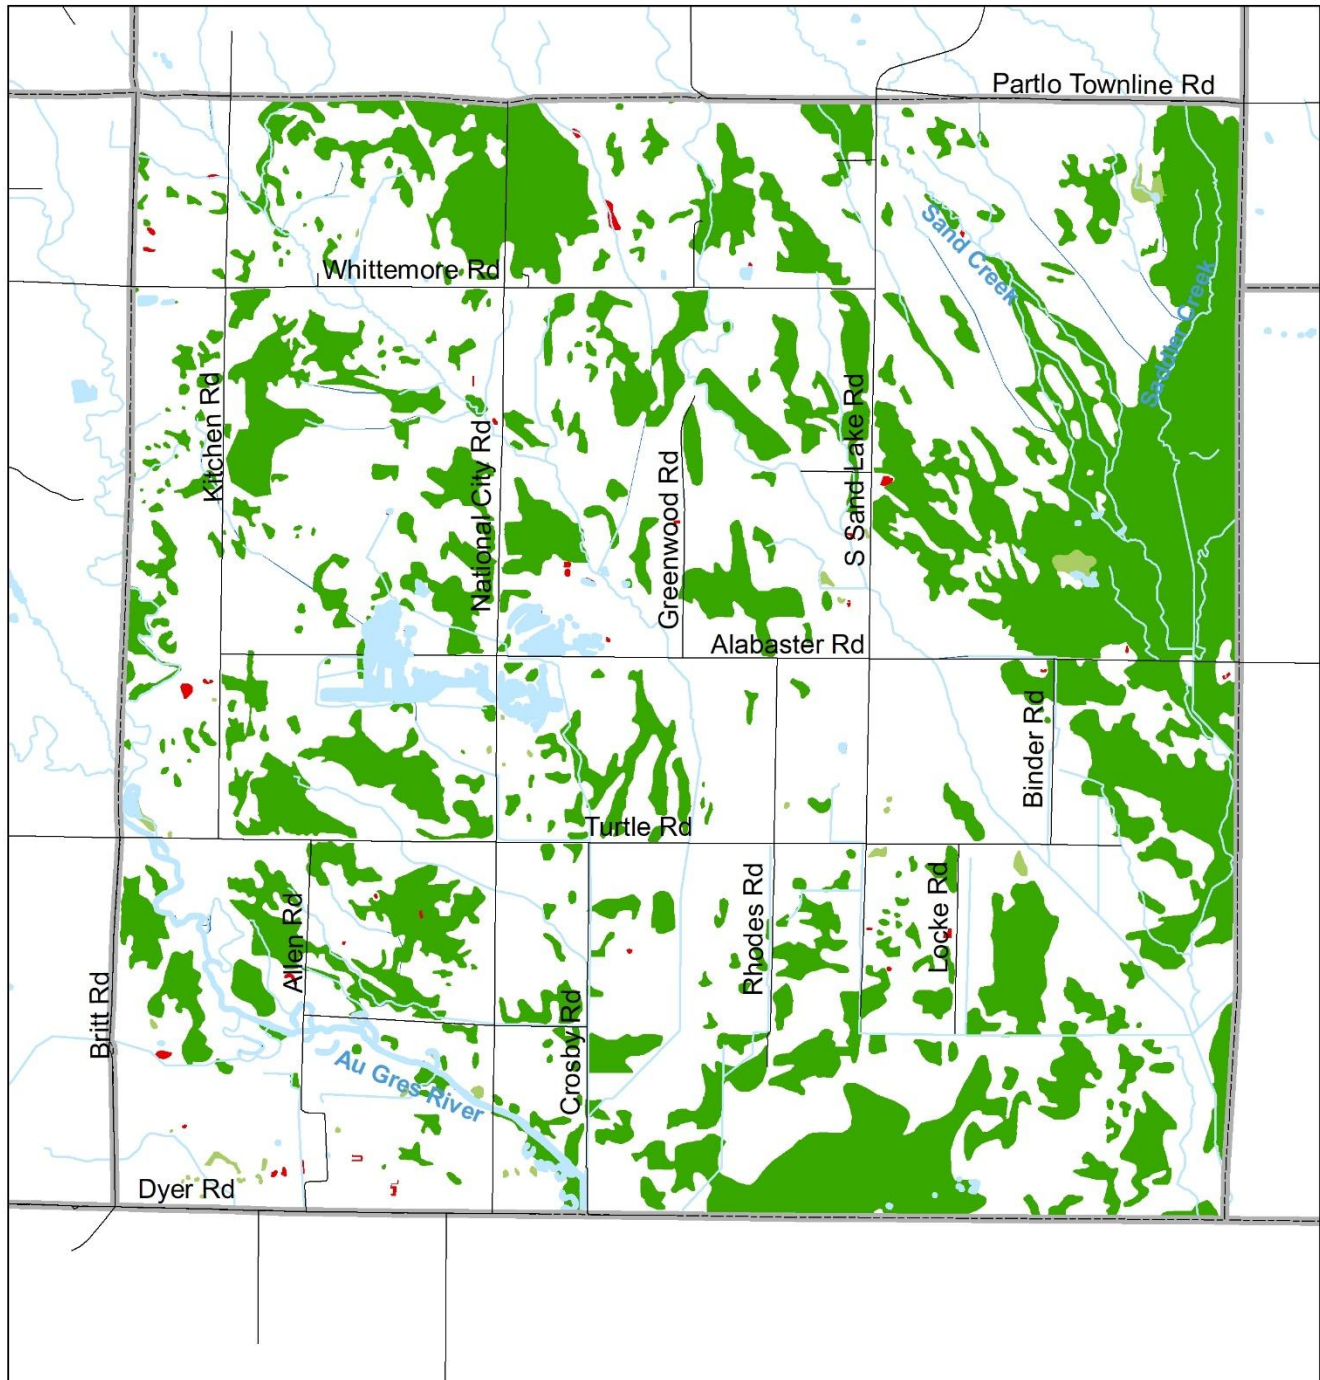 Partlo Townline Rd
Sand Creek
Whittemore Rd
Sadler Creek
Kitchen Rd
National City Rd
Greenwood Rd
S Sand Lake Rd
Alabaster Rd
Binder Rd
Turtle Rd
Allen Rd
Rhodes Rd
Locke Rd
Britt Rd
Crosby Rd
Au Gres River
Dyer Rd